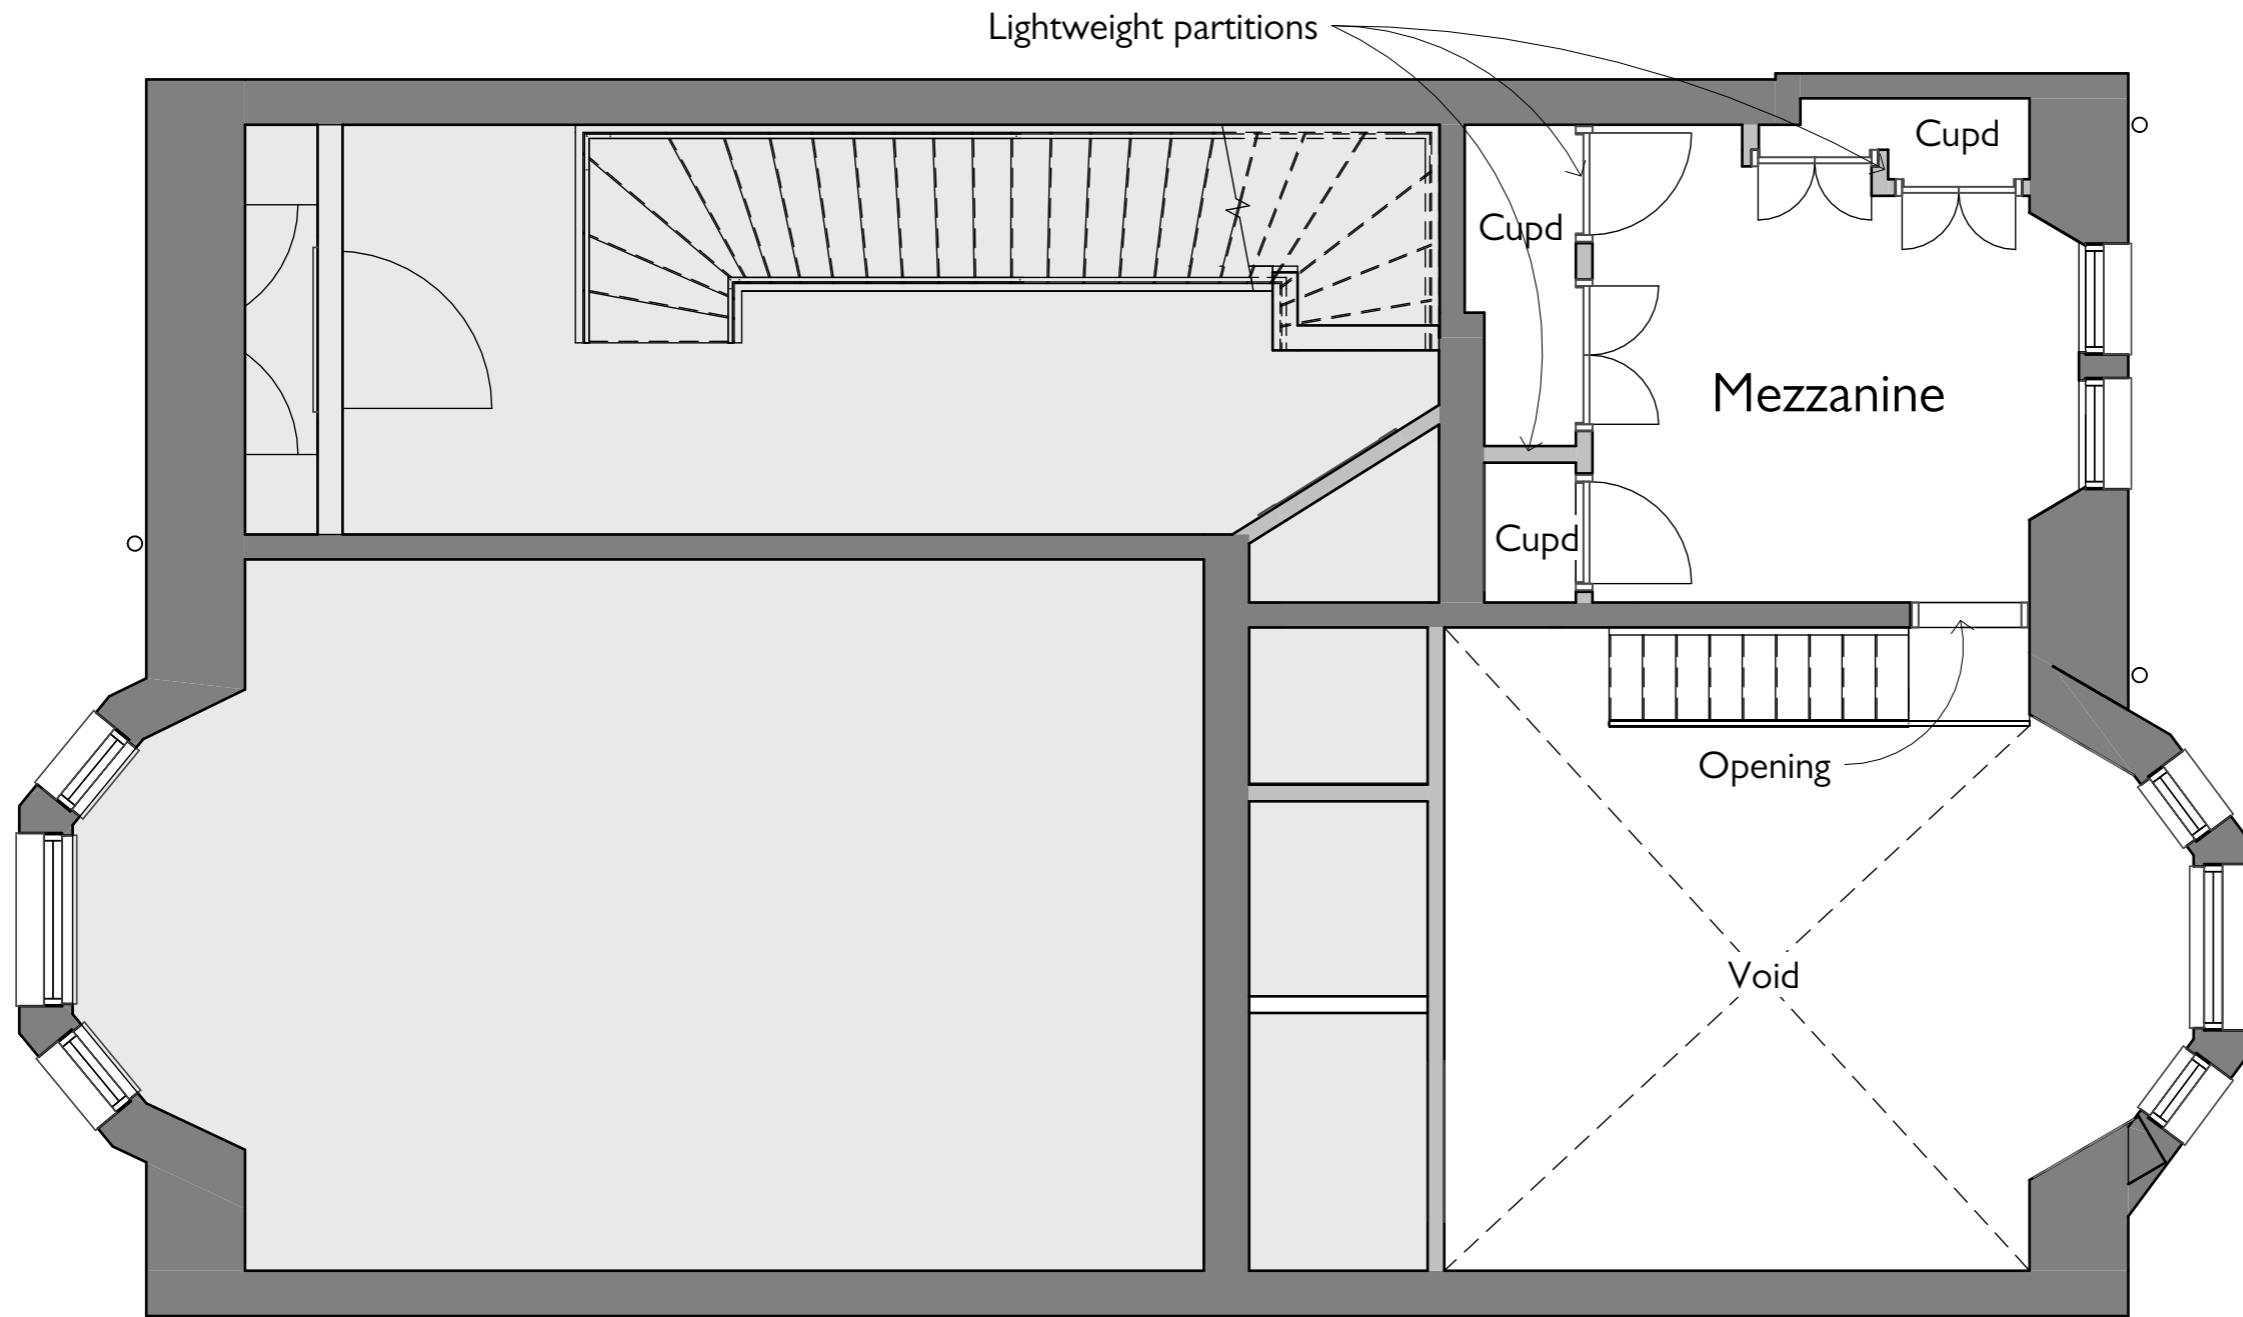 Lightweight partitions
Cupd
Cupd
Mezzanine
Cupd
Opening
Void